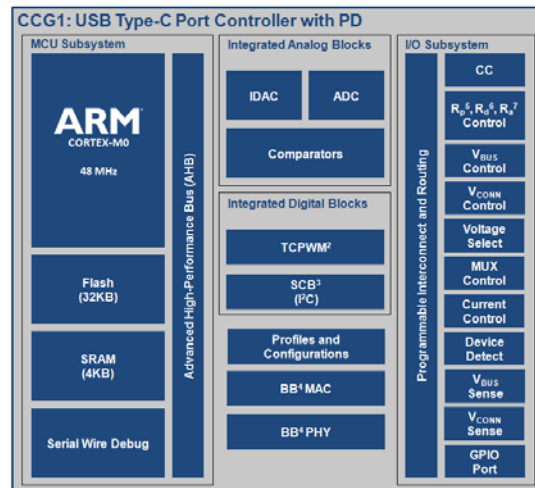 CCG1: USB Type-C Port Controller with PD
MCU Subsystem
ARM®
CORTEX-M0
48 MHz
Flash
(32KB)
SRAM
(4KB)
Serial Wire Debug
Advanced High-Performance Bus (AHB)
Integrated Analog Blocks
IDAC
ADC
Comparators
Integrated Digital Blocks
TCPWM²
SCB³
(I²C)
Profiles and
Configurations
BB⁴ MAC
BB⁴ PHY
I/O Subsystem
Programmable Interconnect and Routing
CC
Rp⁵, Rd⁶, Ra⁷
Control
VBUS
Control
VCONN
Control
Voltage
Select
MUX
Control
Current
Control
Device
Detect
VBUS
Sense
VCONN
Sense
GPIO
Port